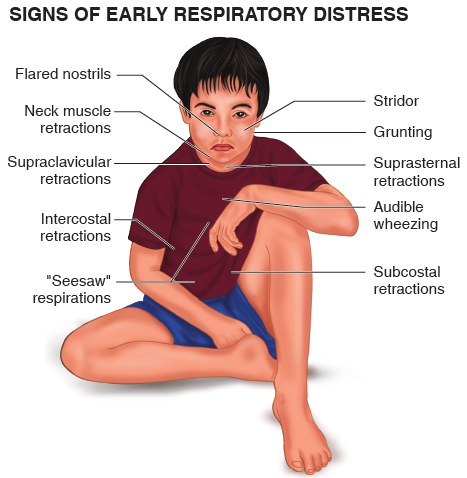 SIGNS OF EARLY RESPIRATORY DISTRESS
Flared nostrils
Neck muscle
retractions
Supraclavicular
retractions
Intercostal
retractions
"Seesaw"
respirations
Stridor
Grunting
Suprasternal
retractions
Audible
wheezing
Subcostal
retractions